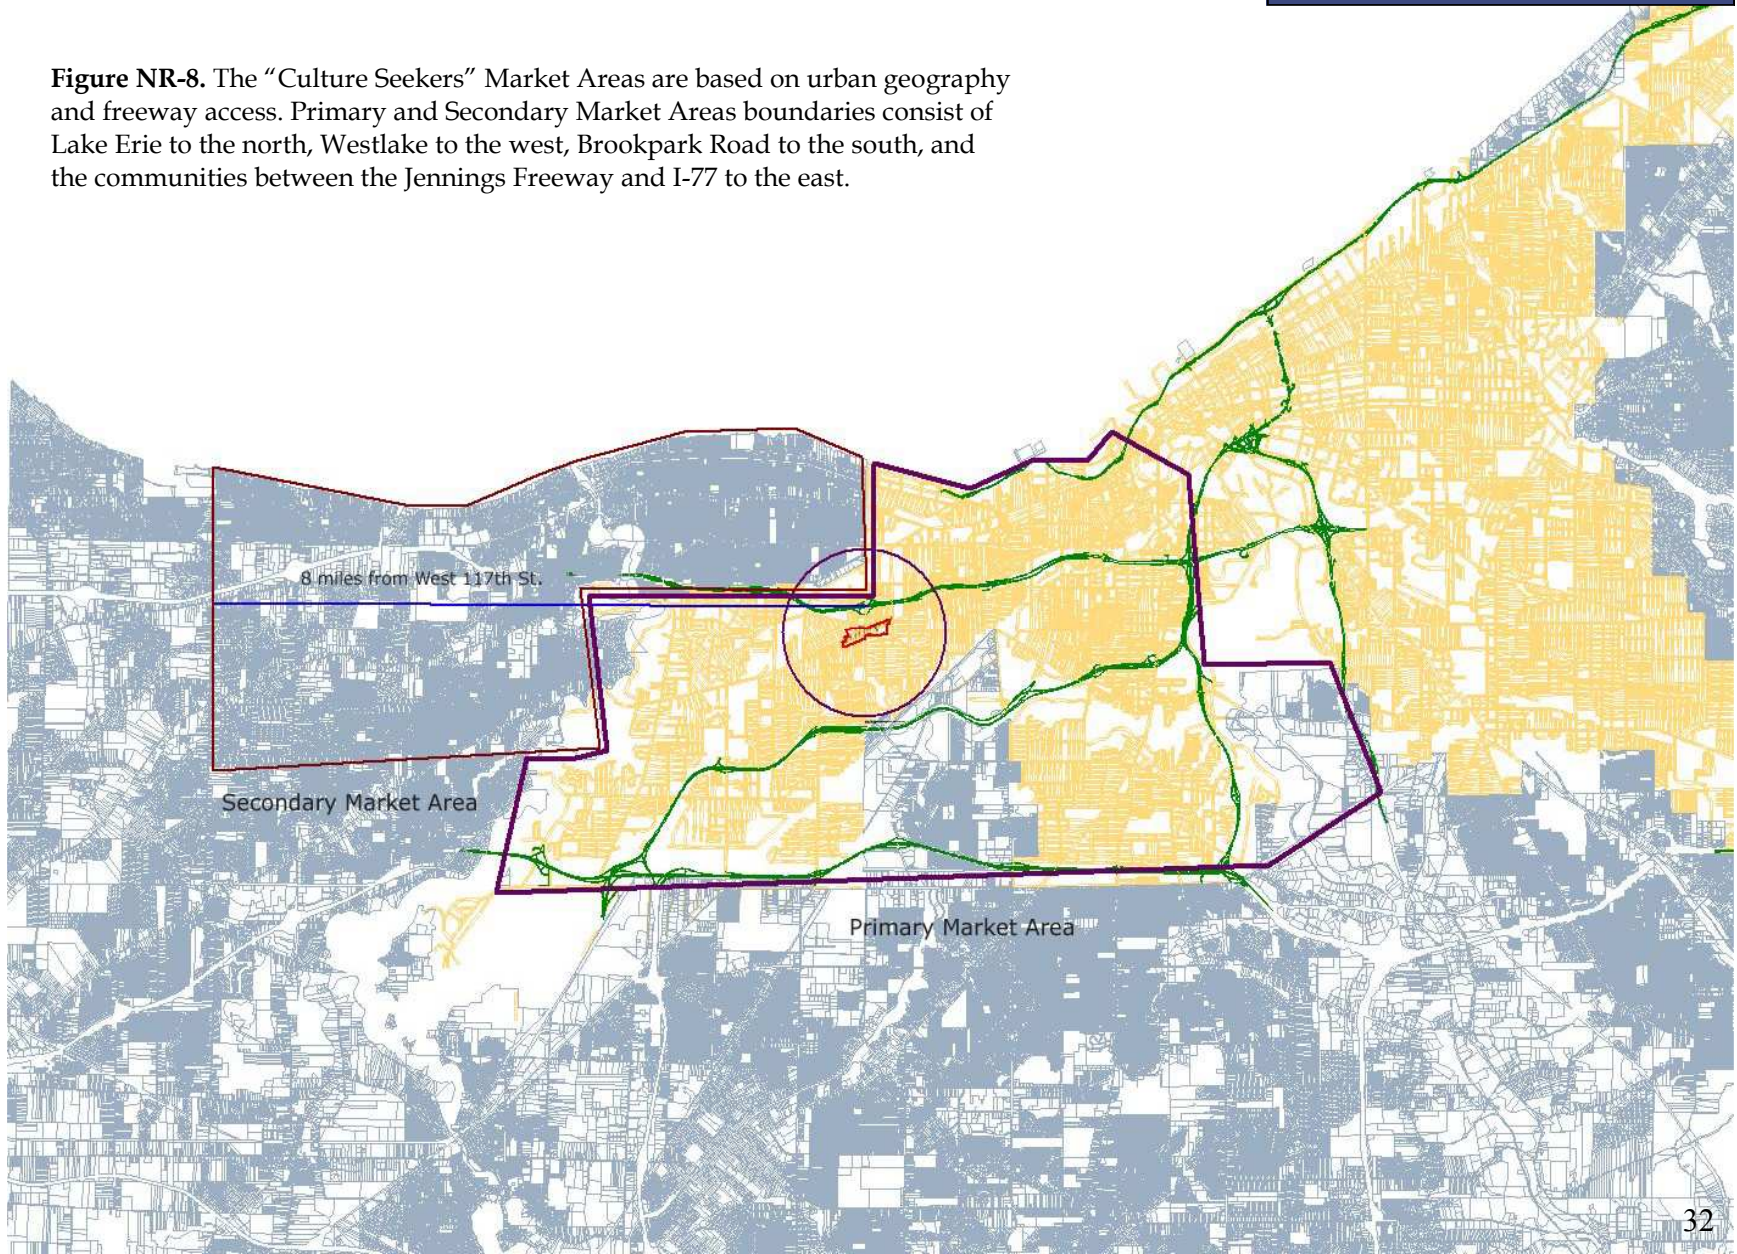 Figure NR-8. The “Culture Seekers” Market Areas are based on urban geography
and freeway access. Primary and Secondary Market Areas boundaries consist of
Lake Erie to the north, Westlake to the west, Brookpark Road to the south, and
the communities between the Jennings Freeway and I-77 to the east.
8 miles from West 117th St.
Secondary Market Area
Primary Market Area
32